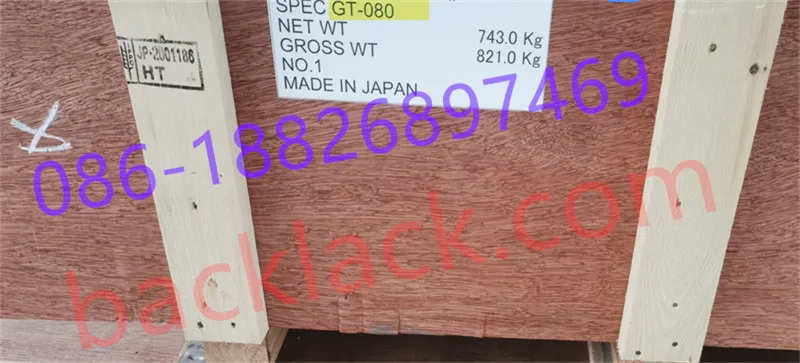 SPEC GT-080
NET WT 743.0 Kg
GROSS WT 821.0 Kg
NO.1
MADE IN JAPAN
JP-2001186
HT
086-18826897469
backlack.com